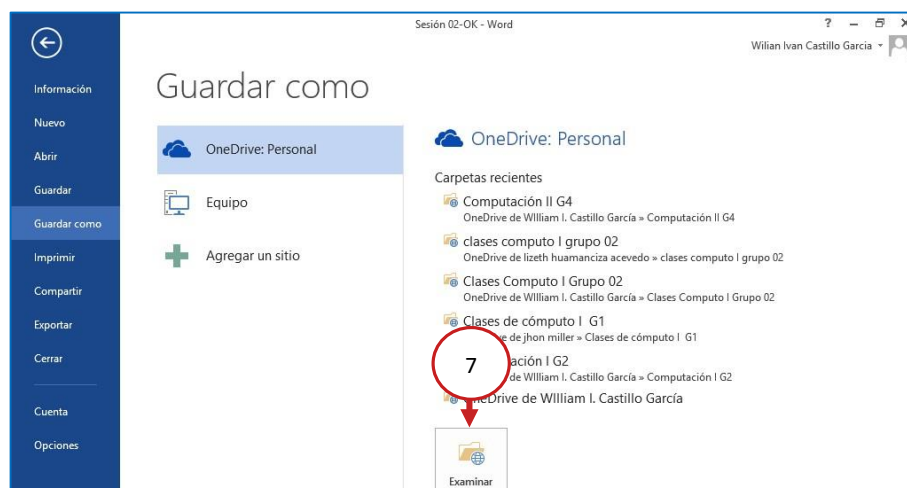 Sesión 02-OK - Word
?
Wilian Ivan Castillo Garcia
Información
Nuevo
Abrir
Guardar
Guardar como
Imprimir
Compartir
Exportar
Cerrar
Cuenta
Opciones
Guardar como
OneDrive: Personal
Equipo
Agregar un sitio
OneDrive: Personal
Carpetas recientes
Computación II G4
OneDrive de WIlliam I. Castillo García » Computación II G4
clases computo I grupo 02
OneDrive de lizeth huamanciza acevedo » clases computo I grupo 02
Clases Computo I Grupo 02
OneDrive de WIlliam I. Castillo García » Clases Computo I Grupo 02
Clases de cómputo I G1
de jhon miller » Clases de cómputo I G1
7
I G2
de WIlliam I. Castillo García » Computación I G2
de WIlliam I. Castillo García
Examinar